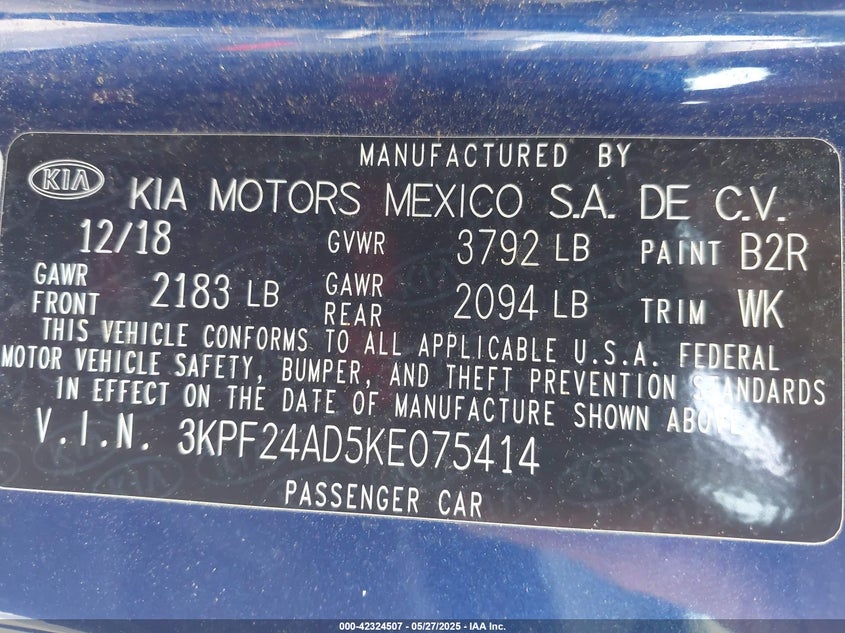 MANUFACTURED BY
KIA KIA MOTORS MEXICO S.A. DE C.V.
12/18 GVWR 3792 LB PAINT B2R
GAWR FRONT 2183 LB GAWR REAR 2094 LB TRIM WK
THIS VEHICLE CONFORMS TO ALL APPLICABLE U.S.A. FEDERAL
MOTOR VEHICLE SAFETY, BUMPER, AND THEFT PREVENTION STANDARDS
IN EFFECT ON THE DATE OF MANUFACTURE SHOWN ABOVE.
V.I.N. 3KPF24AD5KE075414
PASSENGER CAR
000-42324507 - 05/27/2025 - IAA Inc.